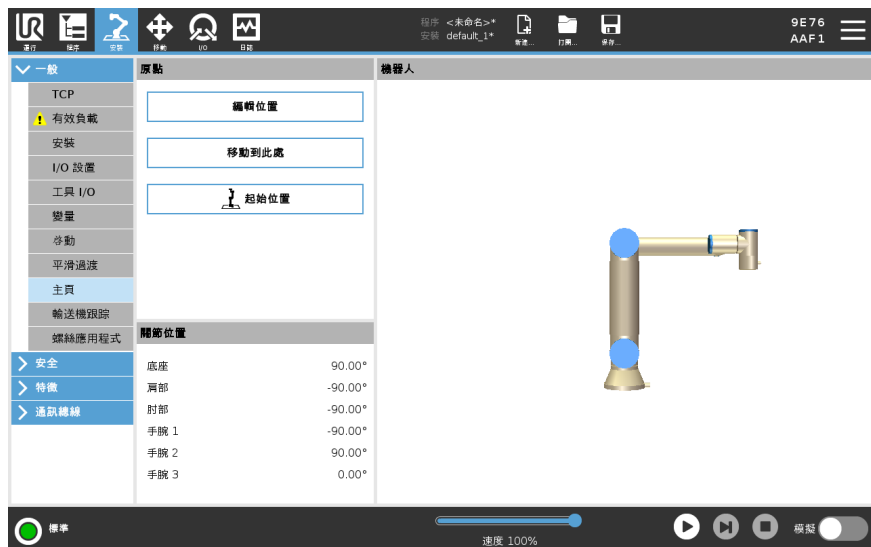 UR
運行
程序
安裝
移動
I/O
日誌
程序 <未命名>*
安裝 default_1*
新建...
打開...
保存...
9E76
AAF1
一般
TCP
有效負載
安裝
I/O 設置
工具 I/O
變量
啓動
平滑過渡
主頁
輸送機跟踪
螺絲應用程式
安全
特徵
通訊總線
原點
編輯位置
移動到此處
起始位置
關節位置
底座 90.00°
肩部 -90.00°
肘部 -90.00°
手腕 1 -90.00°
手腕 2 90.00°
手腕 3 0.00°
機器人
標準
速度 100%
模擬